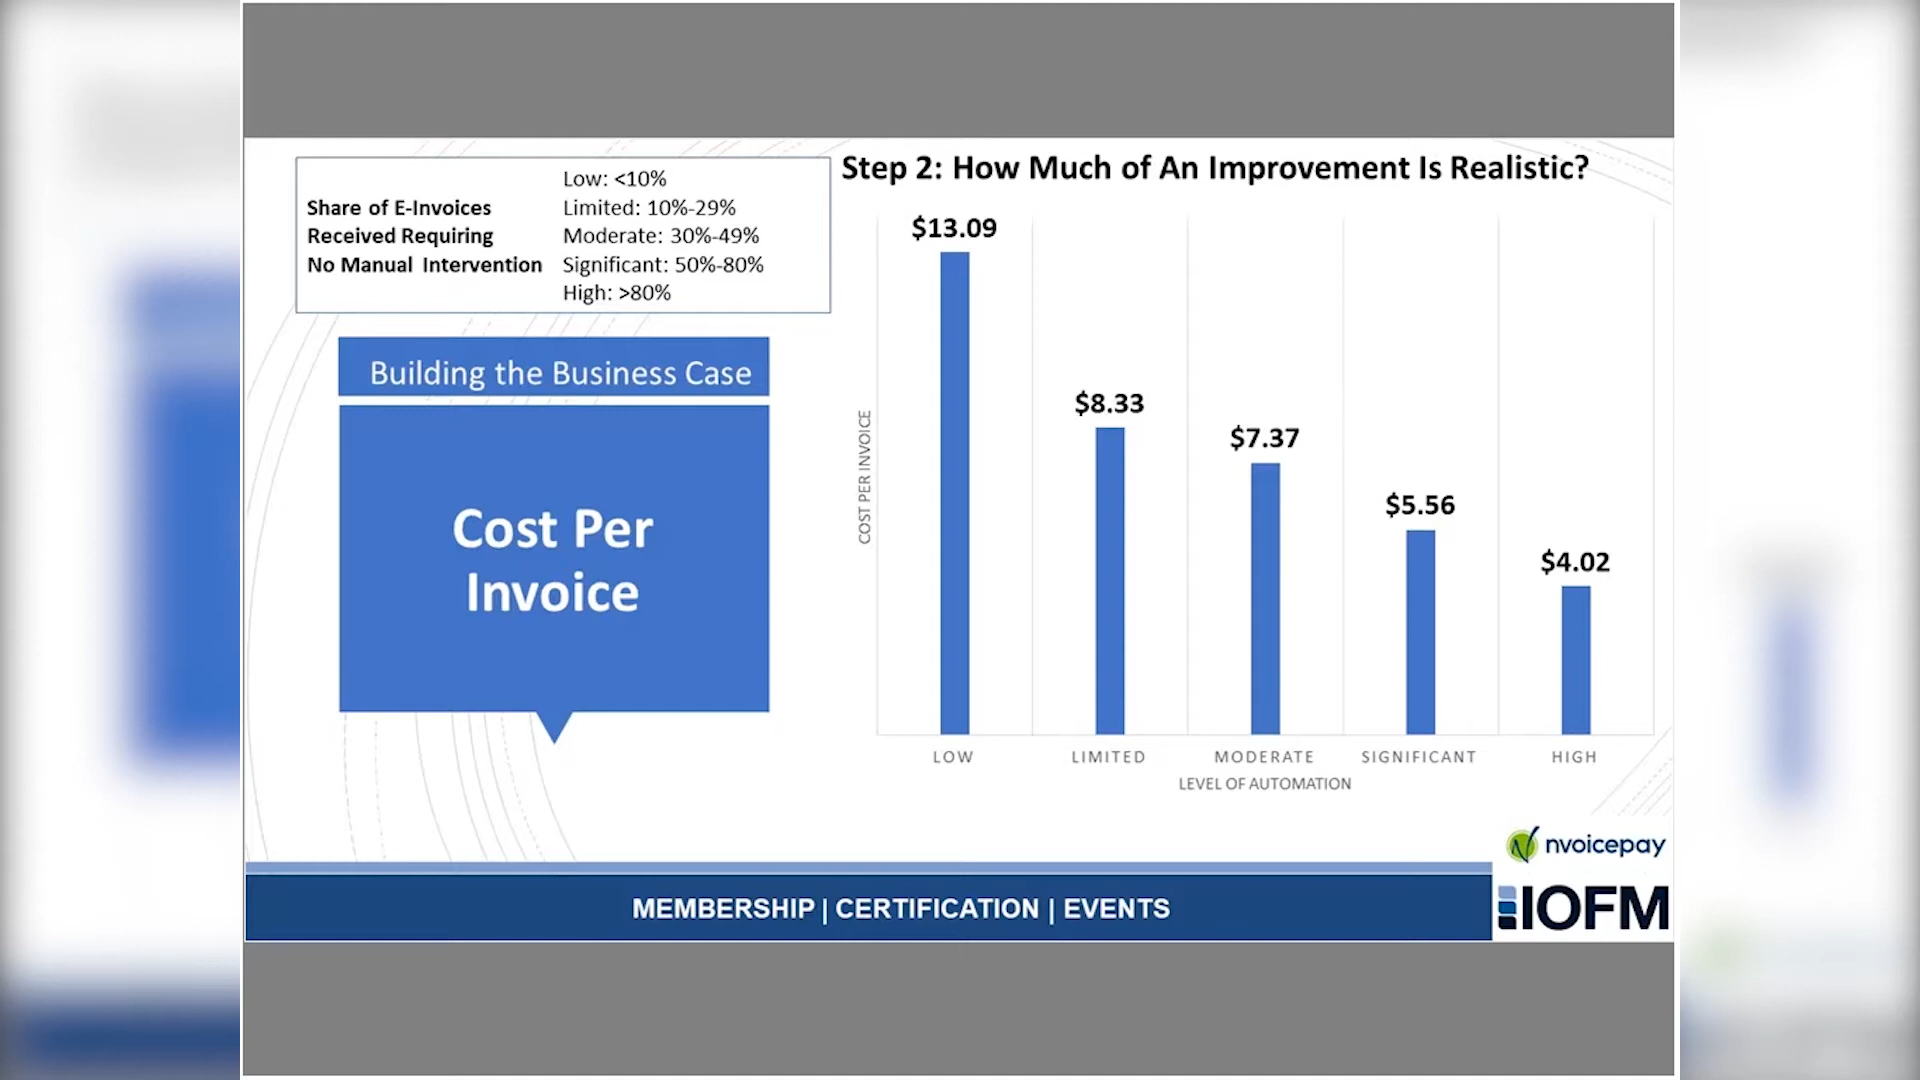 Step 2: How Much of An Improvement Is Realistic?
Share of E-Invoices
Received Requiring
No Manual Intervention
Low: <10%
Limited: 10%-29%
Moderate: 30%-49%
Significant: 50%-80%
High: >80%
Building the Business Case
Cost Per
Invoice
COST PER INVOICE
$13.09
$8.33
$7.37
$5.56
$4.02
LOW
LIMITED
MODERATE
SIGNIFICANT
HIGH
LEVEL OF AUTOMATION
nvoicepay
MEMBERSHIP | CERTIFICATION | EVENTS
IOFM